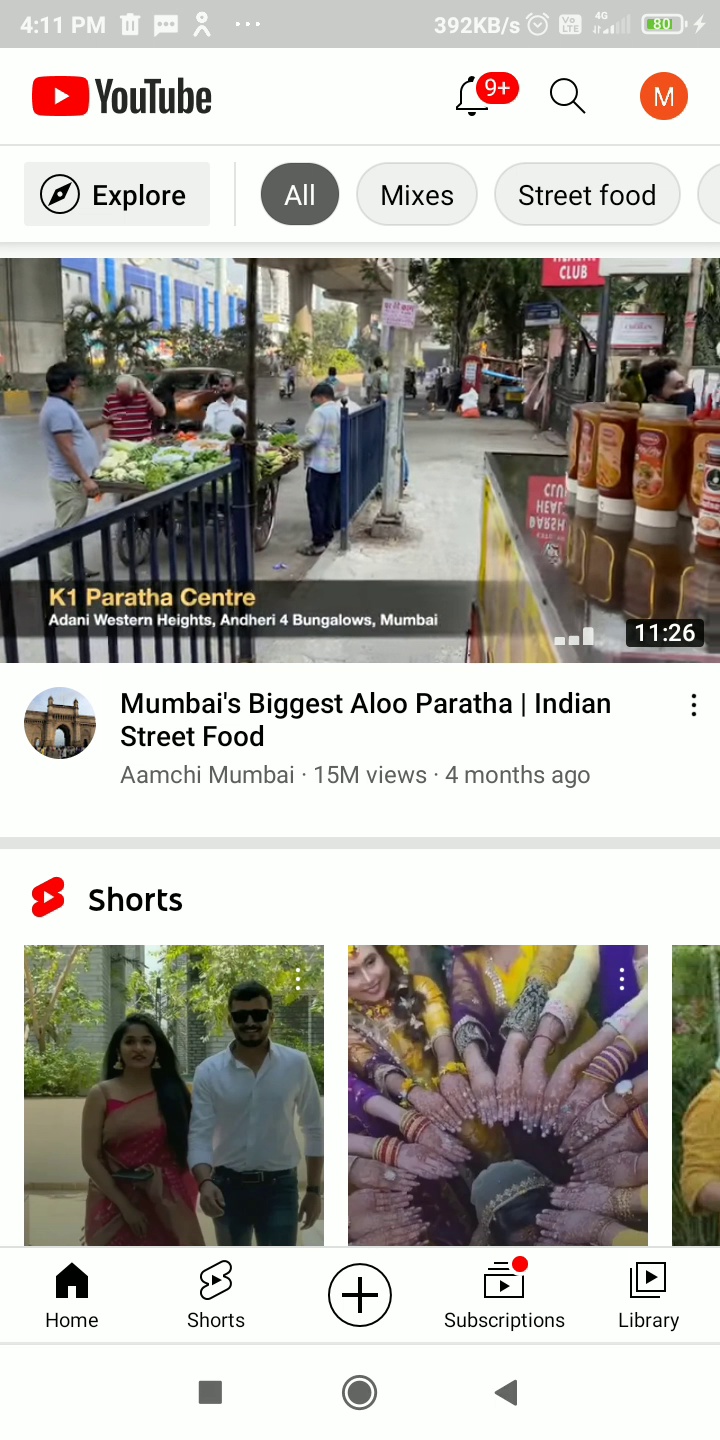 4:11 PM 392KB/s Vo LTE 4G 80
YouTube 9+ M
Explore All Mixes Street food
CLUB
K1 Paratha Centre
Adani Western Heights, Andheri 4 Bungalows, Mumbai
11:26
Mumbai's Biggest Aloo Paratha | Indian
Street Food
Aamchi Mumbai · 15M views · 4 months ago
Shorts
Home Shorts Subscriptions Library